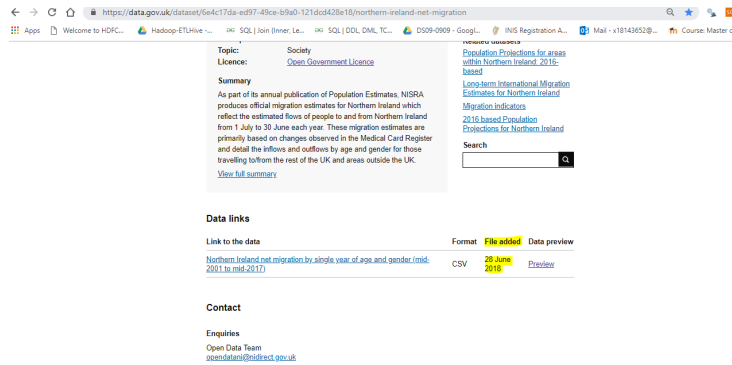 https://data.gov.uk/dataset/6e4c17da-ed97-49ce-b9a0-121dcd428e18/northern-ireland-net-migration
Apps Welcome to HDFC... Hadoop-ETLHive -... SQL | Join (Inner, Le... SQL | DDL, DML, TC... DS09-0909 - Googl... INIS Registration A... Mail - x18143652@... Course: Master o
Topic: Society
Licence: Open Government Licence
Summary
As part of its annual publication of Population Estimates, NISRA
produces official migration estimates for Northern Ireland which
reflect the estimated flows of people to and from Northern Ireland
from 1 July to 30 June each year. These migration estimates are
primarily based on changes observed in the Medical Card Register
and detail the inflows and outflows by age and gender for those
travelling to/from the rest of the UK and areas outside the UK.
View full summary
Related datasets
Population Projections for areas
within Northern Ireland: 2016-
based
Long-term International Migration
Estimates for Northern Ireland
Migration indicators
2016 based Population
Projections for Northern Ireland
Search
Data links
Link to the data Format File added Data preview
Northern Ireland net migration by single year of age and gender (mid-
2001 to mid-2017) CSV 28 June
2018 Preview
Contact
Enquiries
Open Data Team
opendatani@nidirect.gov.uk